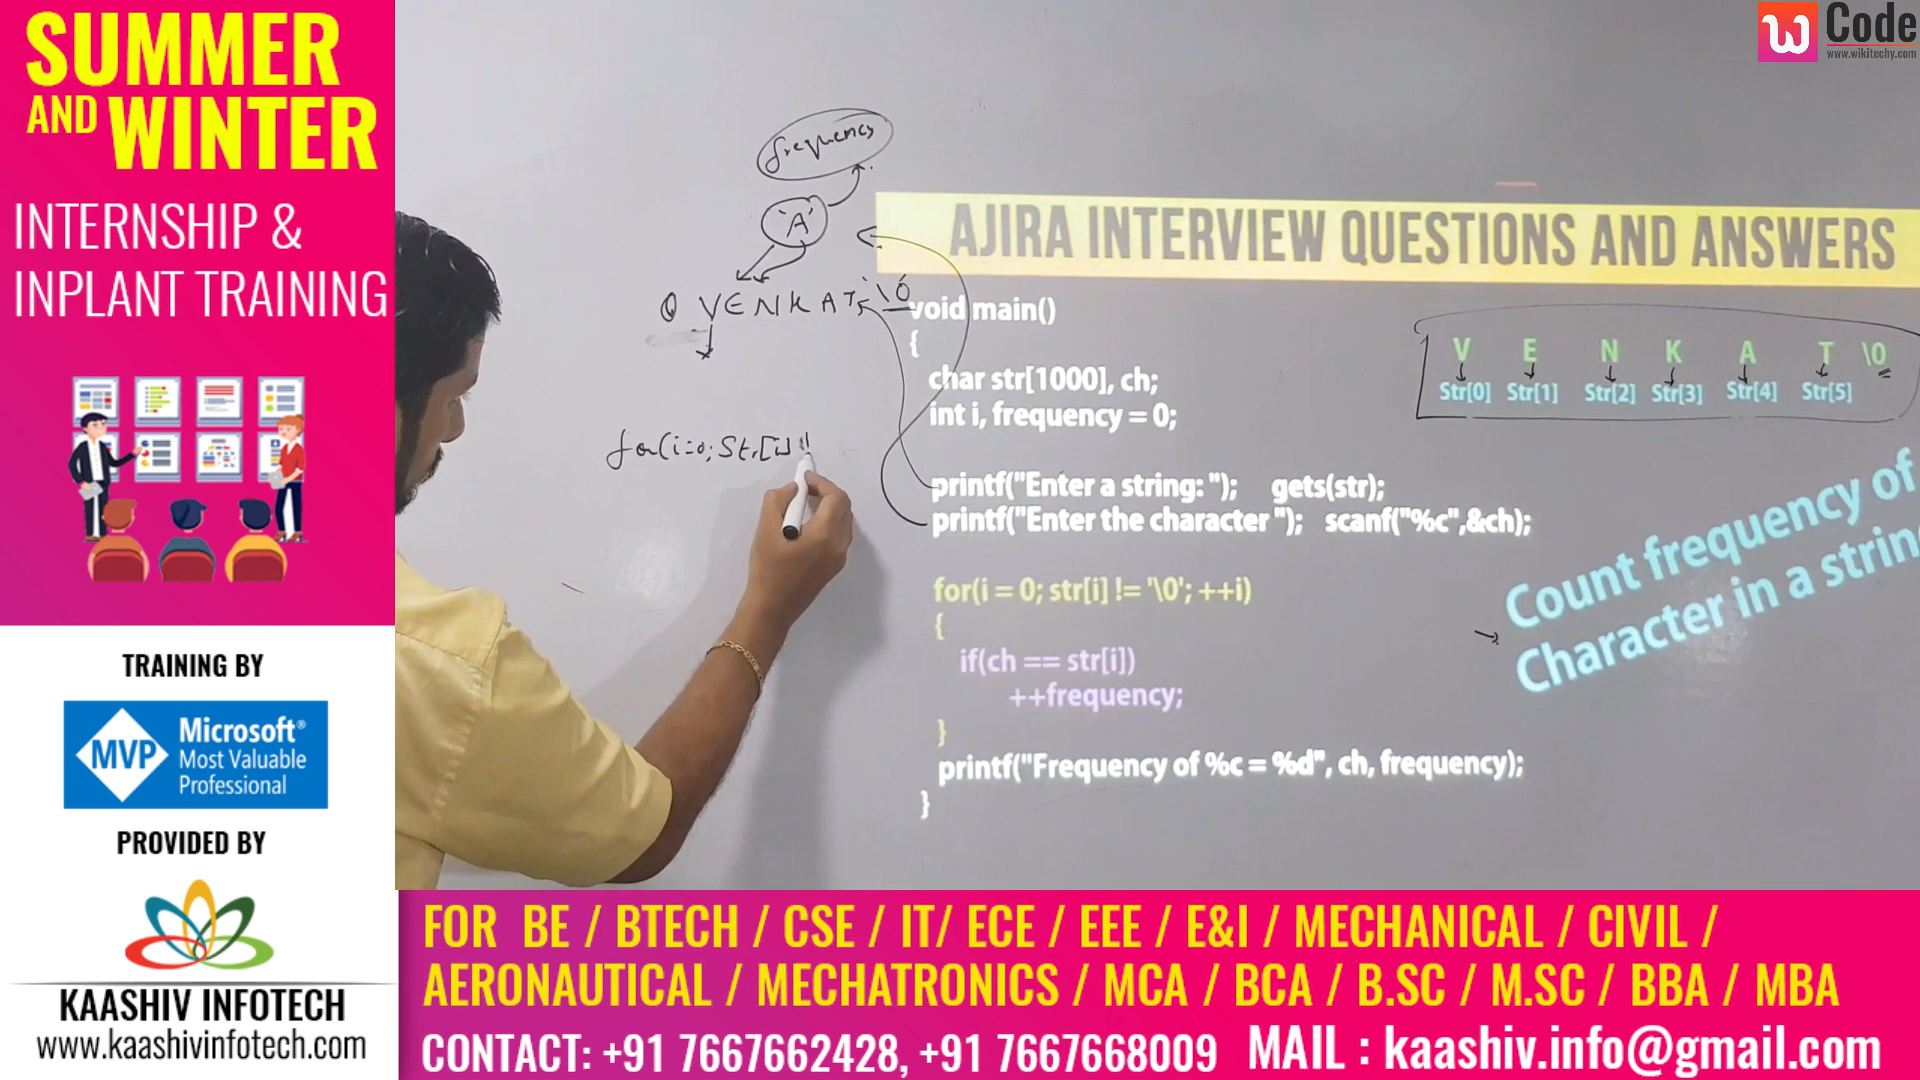 SUMMER
AND WINTER
INTERNSHIP &
INPLANT TRAINING
TRAINING BY
MVP
Microsoft®
Most Valuable
Professional
PROVIDED BY
KAASHIV INFOTECH
www.kaashivinfotech.com
W Code
www.wikitechy.com
frequency
'A'
VENKAT \0
for(i=0; Str[i] !
AJIRA INTERVIEW QUESTIONS AND ANSWERS
void main()
{
char str[1000], ch;
int i, frequency = 0;
printf("Enter a string: "); gets(str);
printf("Enter the character "); scanf("%c",&ch);
for(i = 0; str[i] != '\0'; ++i)
{
if(ch == str[i])
++frequency;
}
printf("Frequency of %c = %d", ch, frequency);
}
V E N K A T \0
Str[0] Str[1] Str[2] Str[3] Str[4] Str[5]
Count frequency of
Character in a string
FOR BE / BTECH / CSE / IT/ ECE / EEE / E&I / MECHANICAL / CIVIL /
AERONAUTICAL / MECHATRONICS / MCA / BCA / B.SC / M.SC / BBA / MBA
CONTACT: +91 7667662428, +91 7667668009 MAIL : kaashiv.info@gmail.com